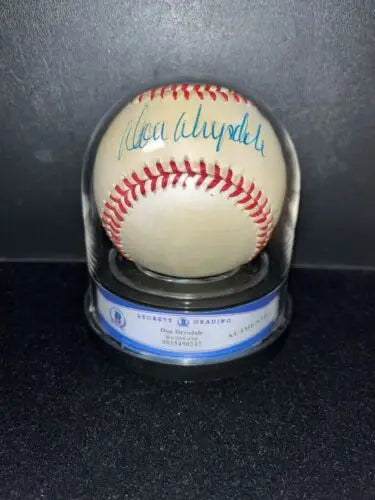 Don Drysdale
BECKETT B GRADING
Don Drysdale
AUTHENTIC